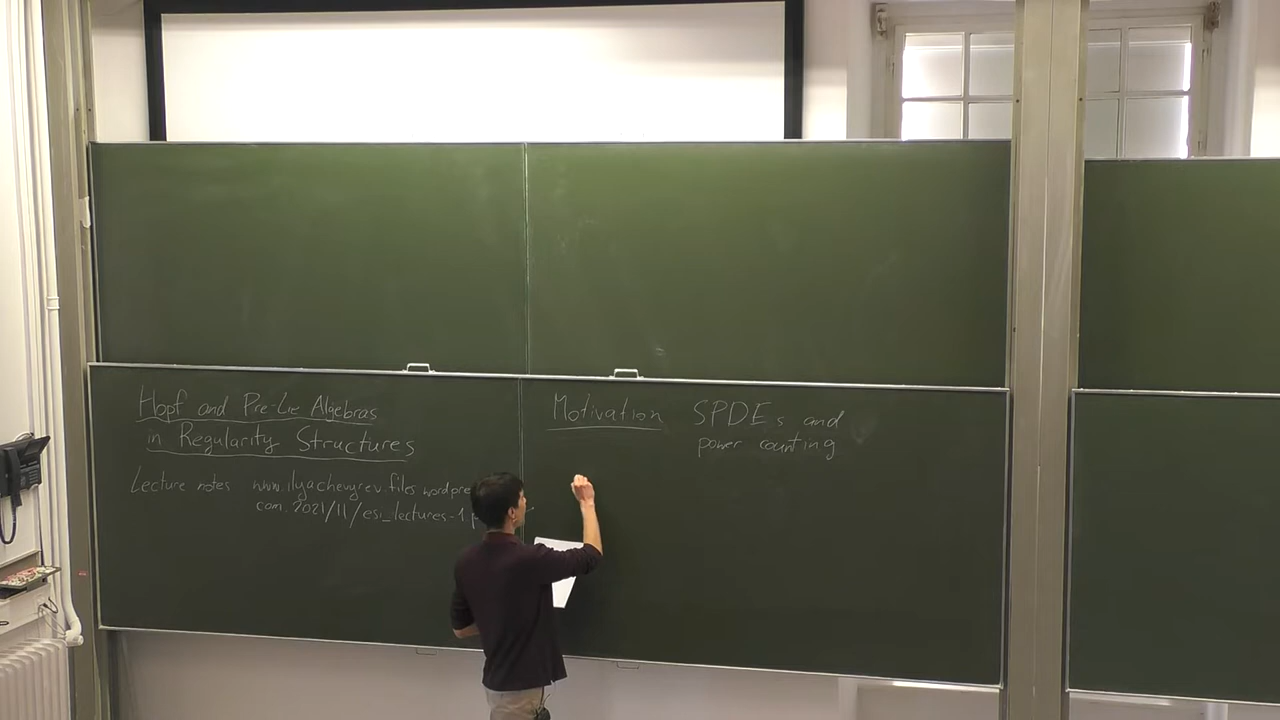 Hopf and Pre-Lie Algebras
in Regularity Structures
Lecture notes www.ilyachevyrev.files.wordpre
com.2021/11/esi_lectures-1.p
Motivation SPDEs and
power counting